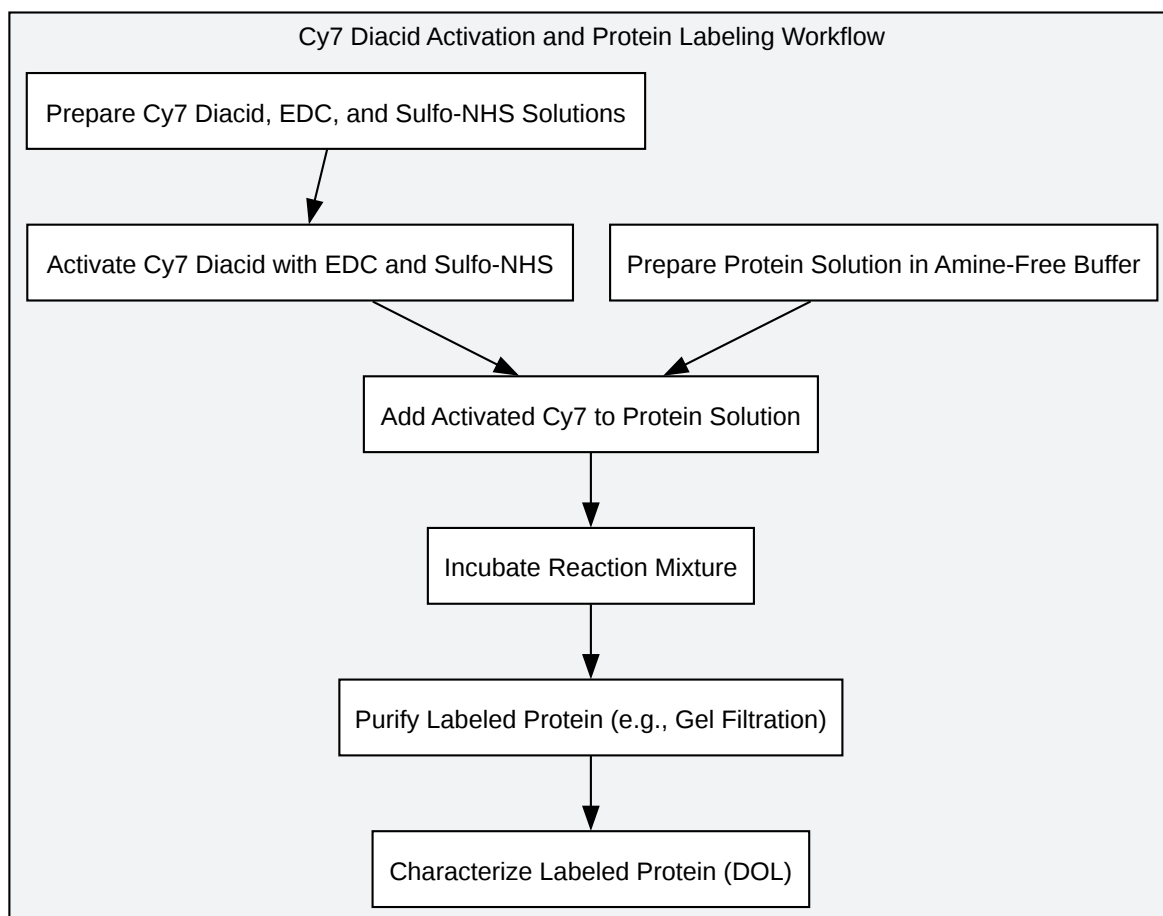 Cy7 Diacid Activation and Protein Labeling Workflow
Prepare Cy7 Diacid, EDC, and Sulfo-NHS Solutions
Activate Cy7 Diacid with EDC and Sulfo-NHS
Prepare Protein Solution in Amine-Free Buffer
Add Activated Cy7 to Protein Solution
Incubate Reaction Mixture
Purify Labeled Protein (e.g., Gel Filtration)
Characterize Labeled Protein (DOL)